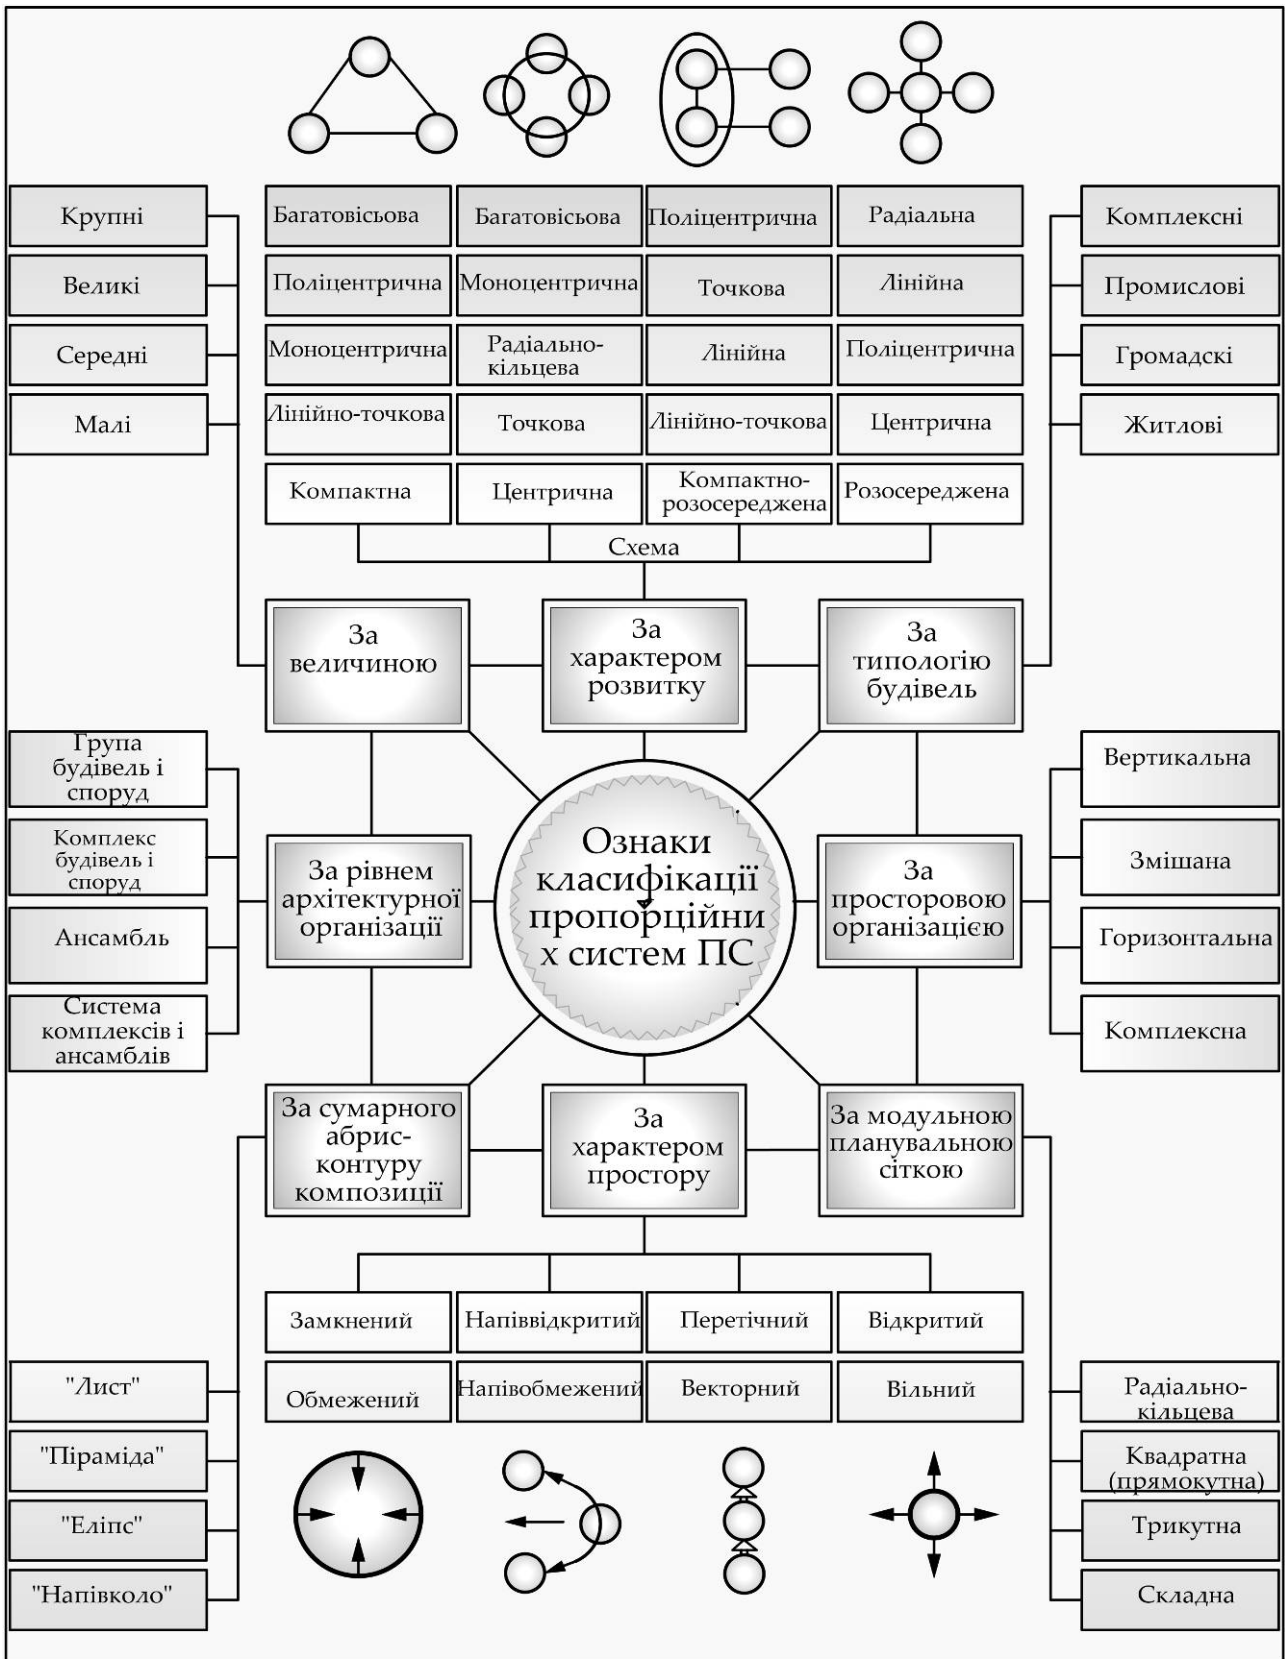 Крупні
Великі
Середні
Малі
Багатовісьова
Багатовісьова
Поліцентрична
Радіальна
Поліцентрична
Моноцентрична
Точкова
Лінійна
Моноцентрична
Радіально-
кільцева
Лінійна
Поліцентрична
Лінійно-точкова
Точкова
Лінійно-точкова
Центрична
Компактна
Центрична
Компактно-
розосереджена
Розосереджена
Схема
Комплексні
Промислові
Громадскі
Житлові
За
величиною
За
характером
розвитку
За
типологію
будівель
Група
будівель і
споруд
Комплекс
будівель і
споруд
Ансамбль
Система
комплексів і
ансамблів
За рівнем
архітектурної
організації
Ознаки
класифікації
пропорційни
х систем ПС
За
просторовою
організацією
Вертикальна
Змішана
Горизонтальна
Комплексна
За сумарного
абрис-
контуру
композиції
За
характером
простору
За модульною
планувальною
сіткою
Замкнений
Напіввідкритий
Перетічний
Відкритий
Обмежений
Напівобмежений
Векторний
Вільний
"Лист"
"Піраміда"
"Еліпс"
"Напівколо"
Радіально-
кільцева
Квадратна
(прямокутна)
Трикутна
Складна